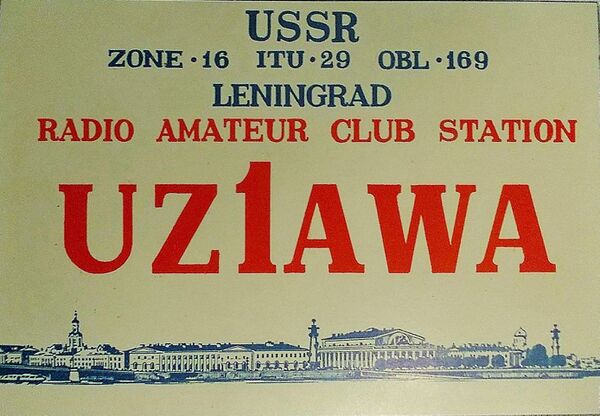 USSR
ZONE·16 ITU·29 OBL·169
LENINGRAD
RADIO AMATEUR CLUB STATION
UZ1AWA